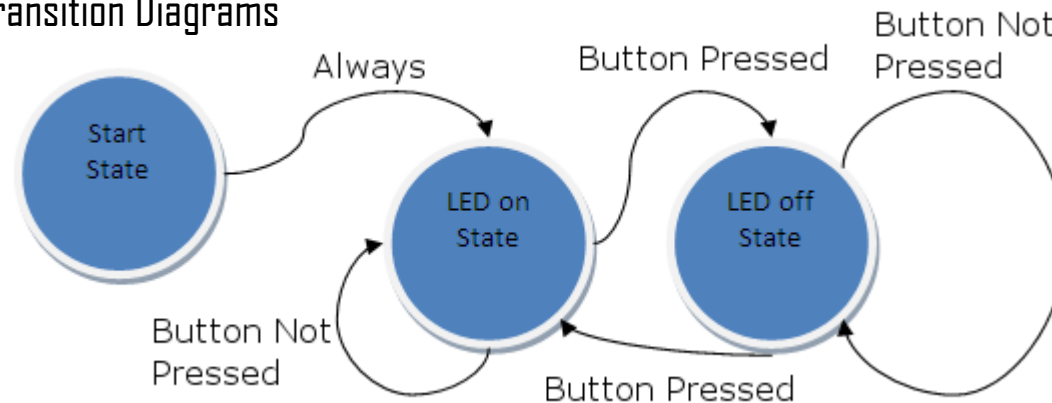 ransition Diagrams
Always
Button Pressed
Button Not
Pressed
Start
State
LED on
State
LED off
State
Button Not
Pressed
Button Pressed